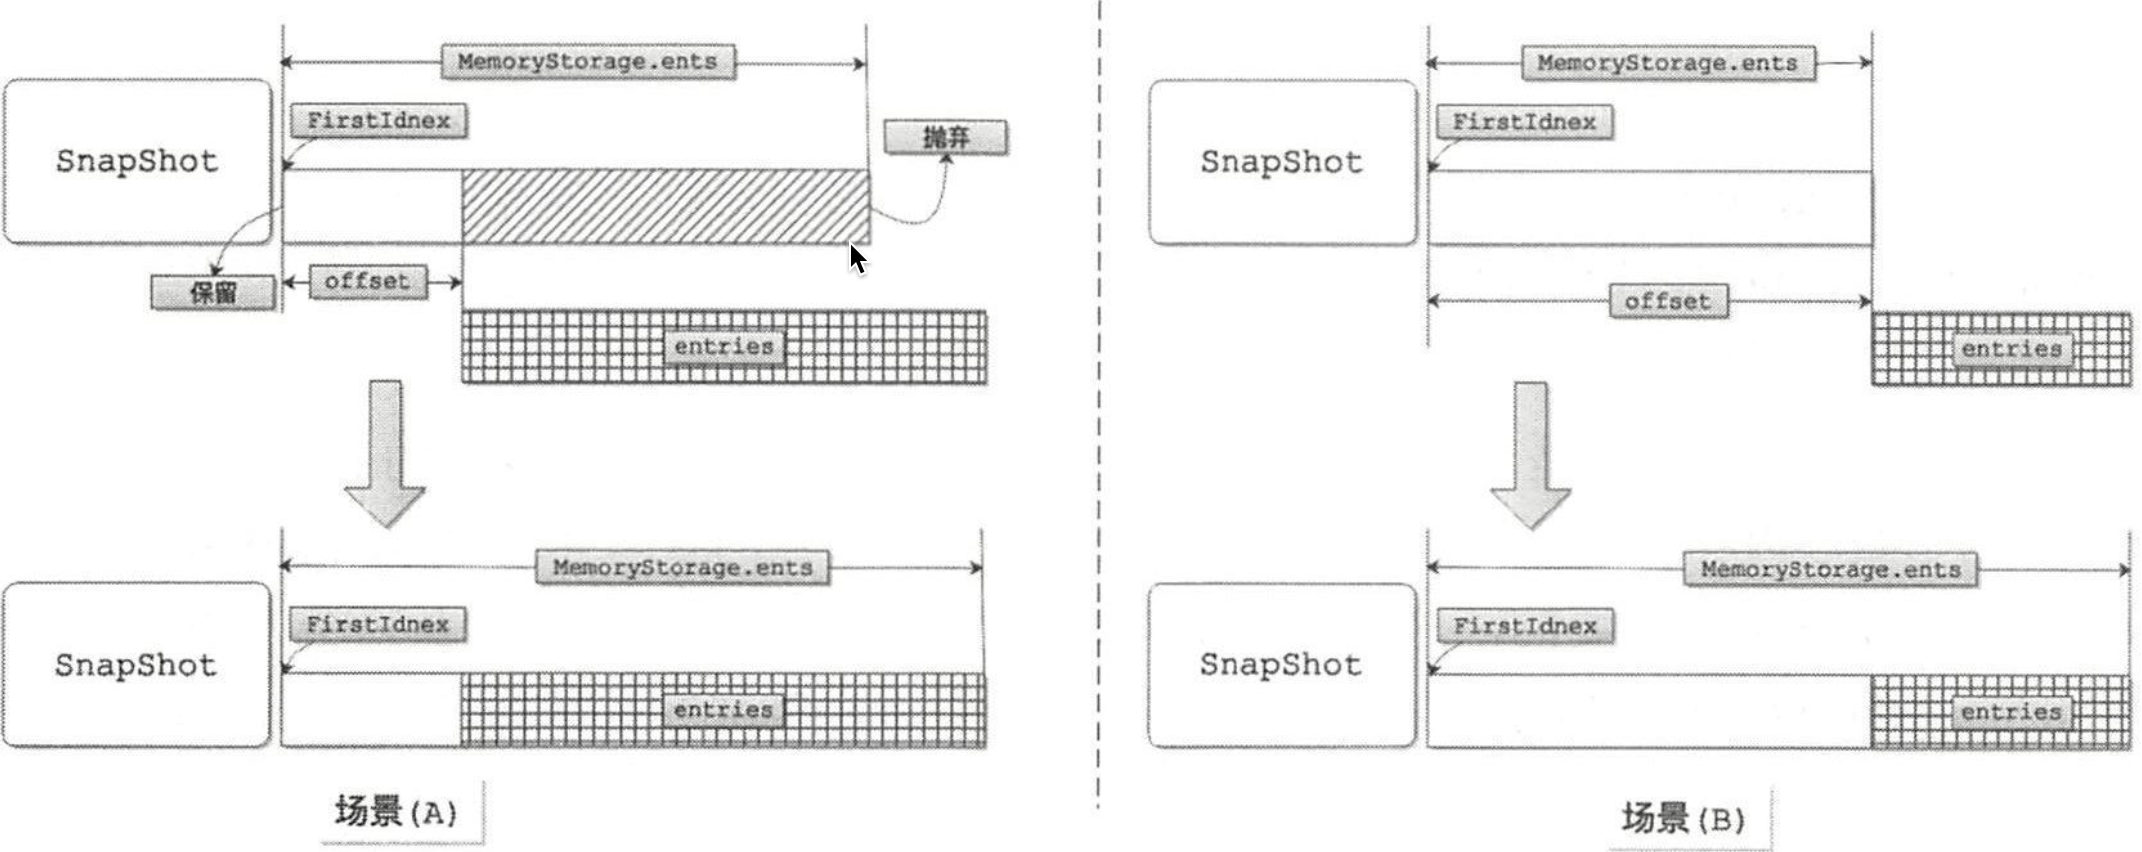 MemoryStorage.ents
FirstIdnex
SnapShot
抛弃
保留
offset
entries
MemoryStorage.ents
FirstIdnex
SnapShot
entries
场景(A)
MemoryStorage.ents
FirstIdnex
SnapShot
offset
entries
MemoryStorage.ents
FirstIdnex
SnapShot
entries
场景(B)